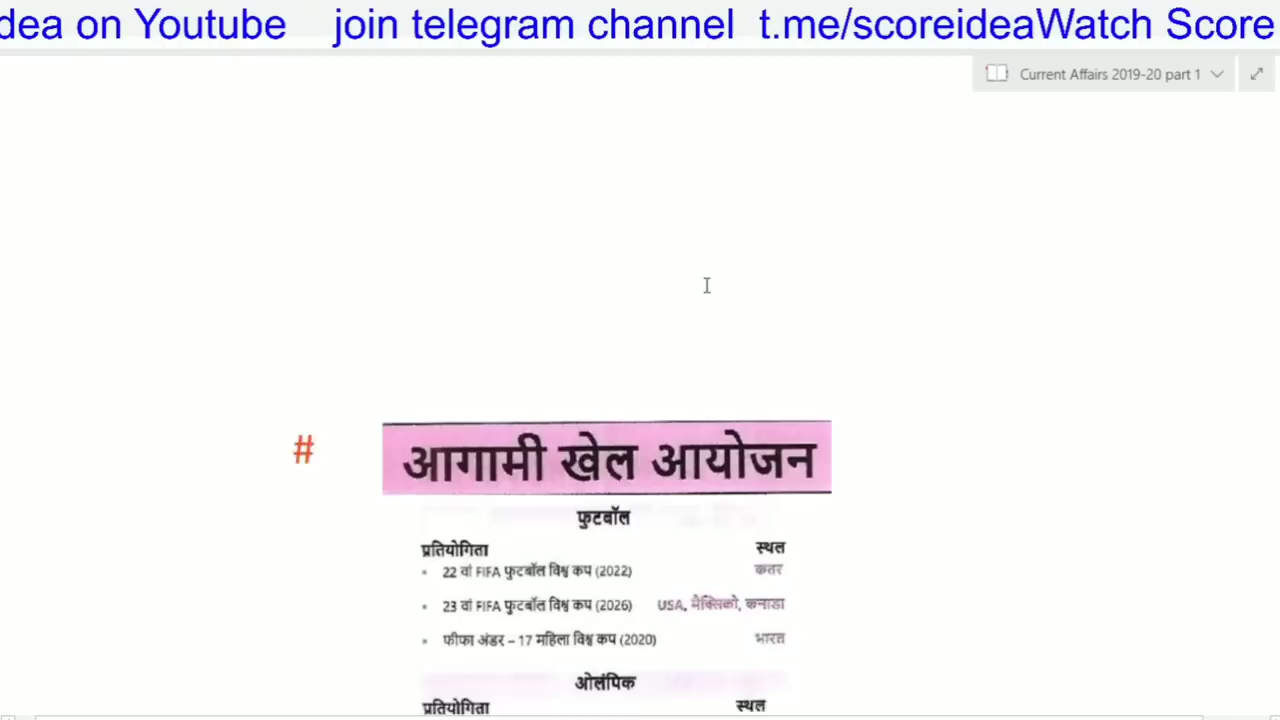 dea on Youtube join telegram channel t.me/scoreideaWatch Score
Current Affairs 2019-20 part 1
# आगामी खेल आयोजन
फुटबॉल
प्रतियोगिता स्थल
• 22 वां FIFA फुटबॉल विश्व कप (2022) कतर
• 23 वां FIFA फुटबॉल विश्व कप (2026) USA, मैक्सिको, कनाडा
• फीफा अंडर – 17 महिला विश्व कप (2020) भारत
ओलंपिक
प्रतियोगिता स्थल